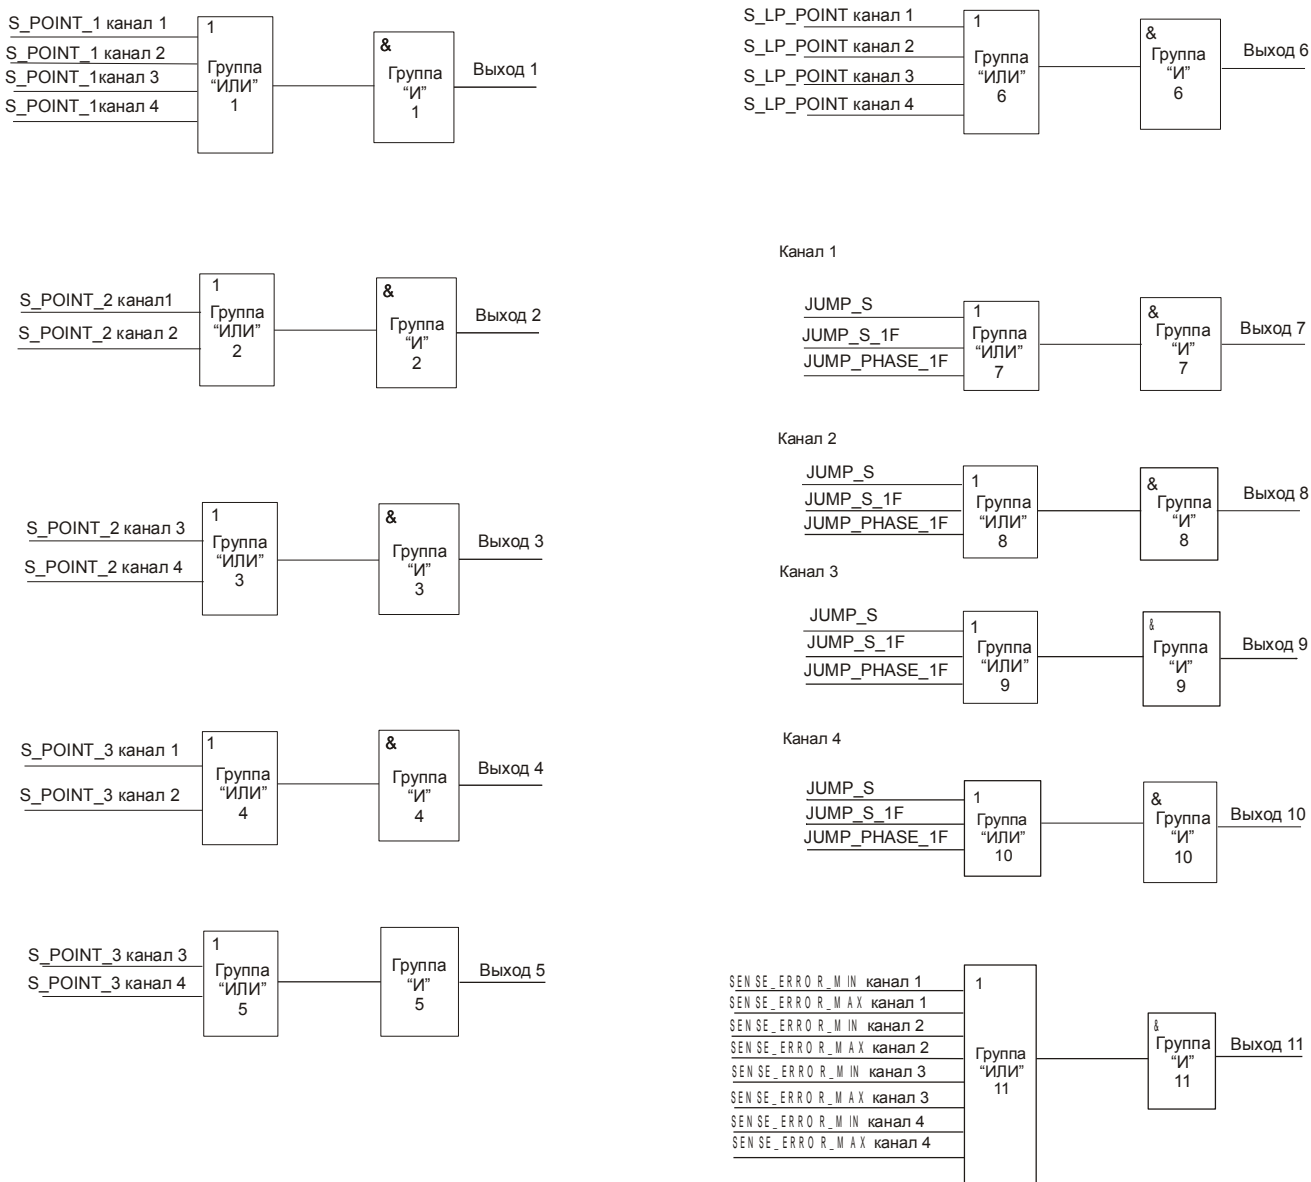 S_POINT_1 канал 1
S_POINT_1 канал 2
S_POINT_1канал 3
S_POINT_1канал 4
1
Группа
“ИЛИ”
1
&
Группа
“И”
1
Выход 1
S_POINT_2 канал1
S_POINT_2 канал 2
1
Группа
“ИЛИ”
2
&
Группа
“И”
2
Выход 2
S_POINT_2 канал 3
S_POINT_2 канал 4
1
Группа
“ИЛИ”
3
&
Группа
“И”
3
Выход 3
S_POINT_3 канал 1
S_POINT_3 канал 2
1
Группа
“ИЛИ”
4
&
Группа
“И”
4
Выход 4
S_POINT_3 канал 3
S_POINT_3 канал 4
1
Группа
“ИЛИ”
5
Группа
“И”
5
Выход 5
S_LP_POINT канал 1
S_LP_POINT канал 2
S_LP_POINT канал 3
S_LP_POINT канал 4
1
Группа
“ИЛИ”
6
&
Группа
“И”
6
Выход 6
Канал 1
JUMP_S
JUMP_S_1F
JUMP_PHASE_1F
1
Группа
“ИЛИ”
7
&
Группа
“И”
7
Выход 7
Канал 2
JUMP_S
JUMP_S_1F
JUMP_PHASE_1F
1
Группа
“ИЛИ”
8
&
Группа
“И”
8
Выход 8
Канал 3
JUMP_S
JUMP_S_1F
JUMP_PHASE_1F
1
Группа
“ИЛИ”
9
&
Группа
“И”
9
Выход 9
Канал 4
JUMP_S
JUMP_S_1F
JUMP_PHASE_1F
1
Группа
“ИЛИ”
10
&
Группа
“И”
10
Выход 10
SENSE_ERROR_MIN канал 1
SENSE_ERROR_MAX канал 1
SENSE_ERROR_MIN канал 2
SENSE_ERROR_MAX канал 2
SENSE_ERROR_MIN канал 3
SENSE_ERROR_MAX канал 3
SENSE_ERROR_MIN канал 4
SENSE_ERROR_MAX канал 4
1
Группа
“ИЛИ”
11
&
Группа
“И”
11
Выход 11